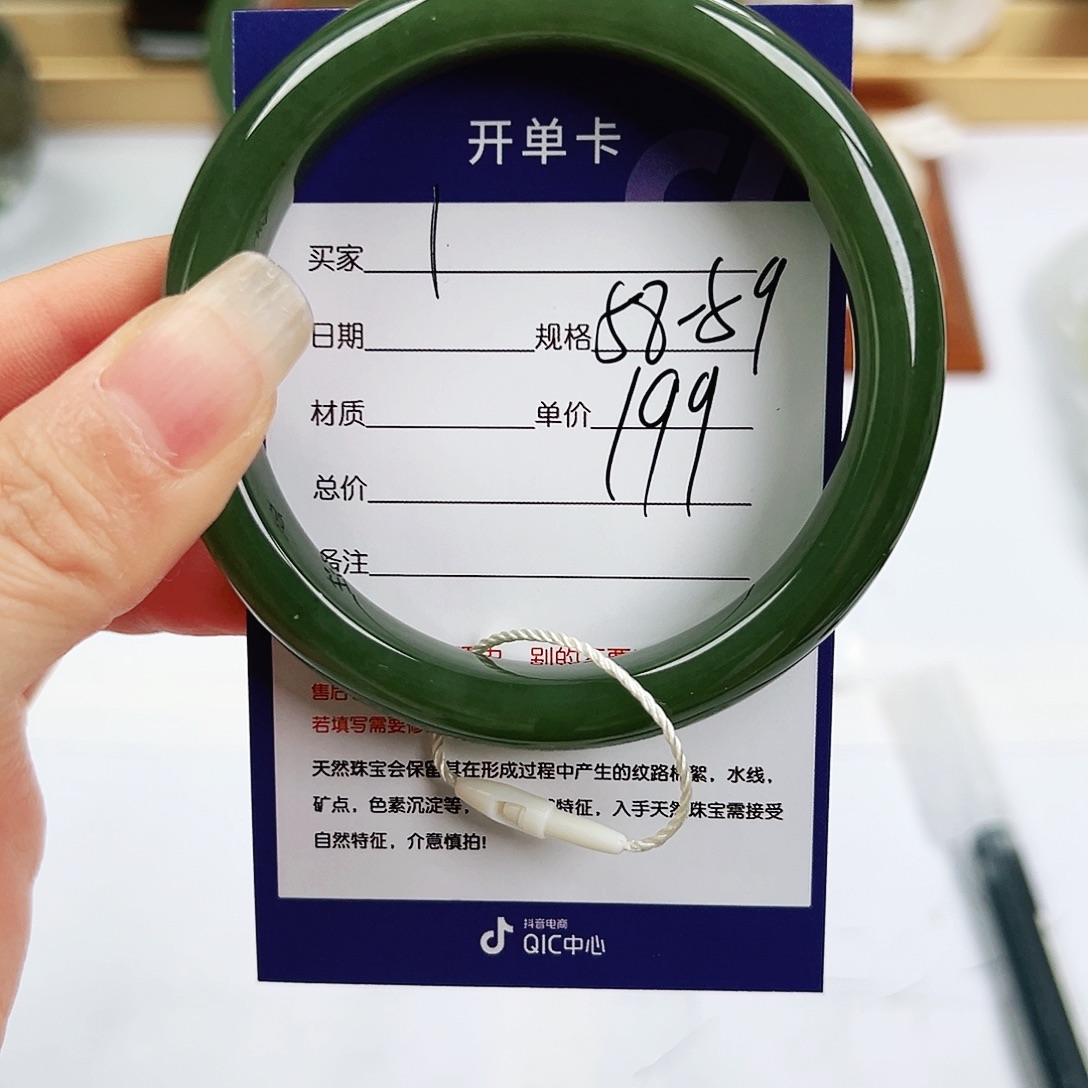 开单卡
买家 1
日期 规格 58-59
材质 单价 199
总价
备注
别的
售后
若填写需要修
天然珠宝会保留其在形成过程中产生的纹路棉絮，水线，
矿点，色素沉淀等， 特征，入手天然珠宝需接受
自然特征，介意慎拍!
抖音电商
QIC中心